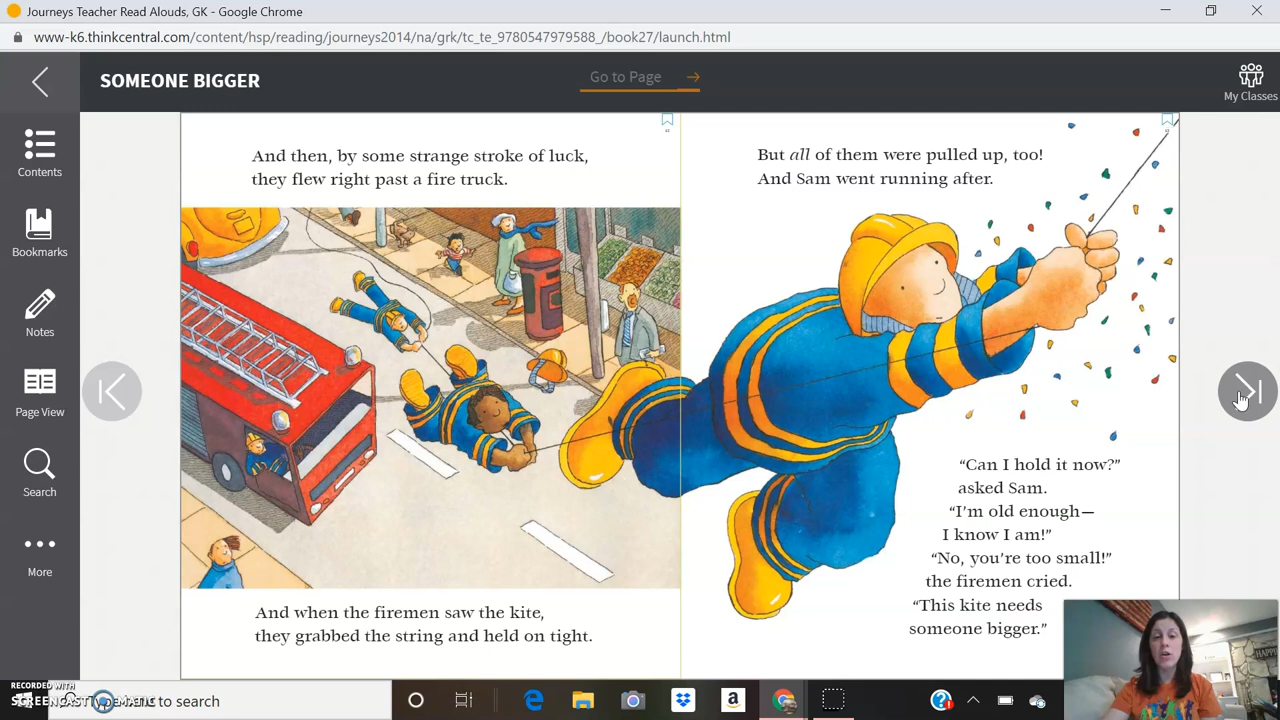 Journeys Teacher Read Alouds, GK - Google Chrome
www-k6.thinkcentral.com/content/hsp/reading/journeys2014/na/grk/tc_te_9780547979588_/book27/launch.html
SOMEONE BIGGER
Go to Page
My Classes
Contents
Bookmarks
Notes
Page View
Search
More
And then, by some strange stroke of luck,
they flew right past a fire truck.
And when the firemen saw the kite,
they grabbed the string and held on tight.
But all of them were pulled up, too!
And Sam went running after.
“Can I hold it now?”
asked Sam.
“I’m old enough—
I know I am!”
“No, you’re too small!”
the firemen cried.
“This kite needs
someone bigger.”
RECORDED WITH
SCREENCAST-O-MATIC
to search